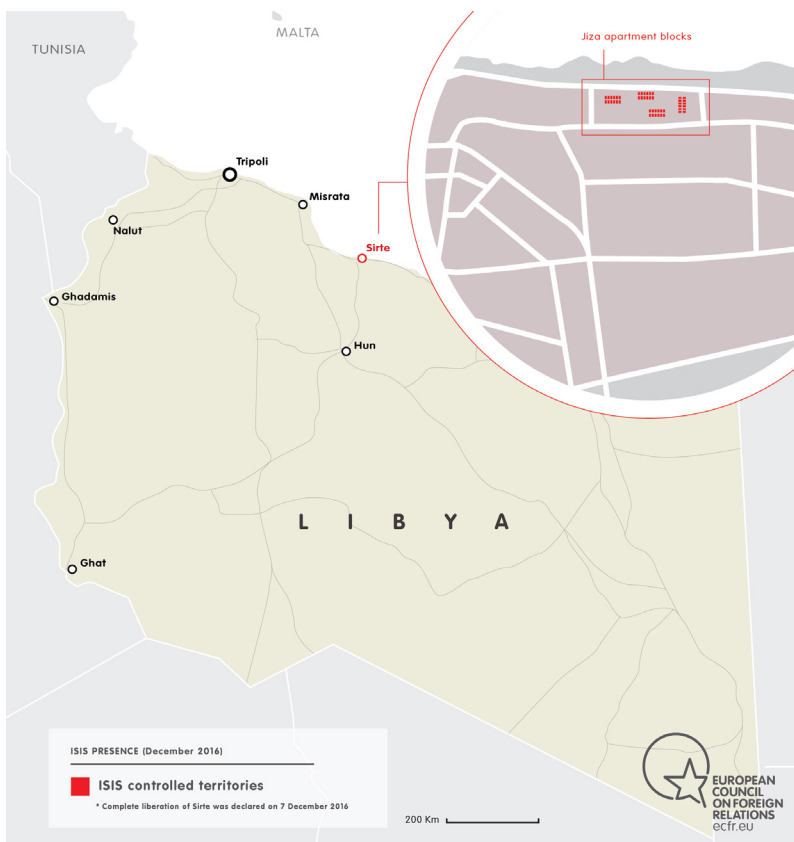 MALTA
TUNISIA
Jiza apartment blocks
Tripoli
Misrata
Nalut
Sirte
Ghadamis
Hun
L I B Y A
Ghat
ISIS PRESENCE (December 2016)
ISIS controlled territories
* Complete liberation of Sirte was declared on 7 December 2016
200 Km
EUROPEAN
COUNCIL
ON FOREIGN
RELATIONS
ecfr.eu